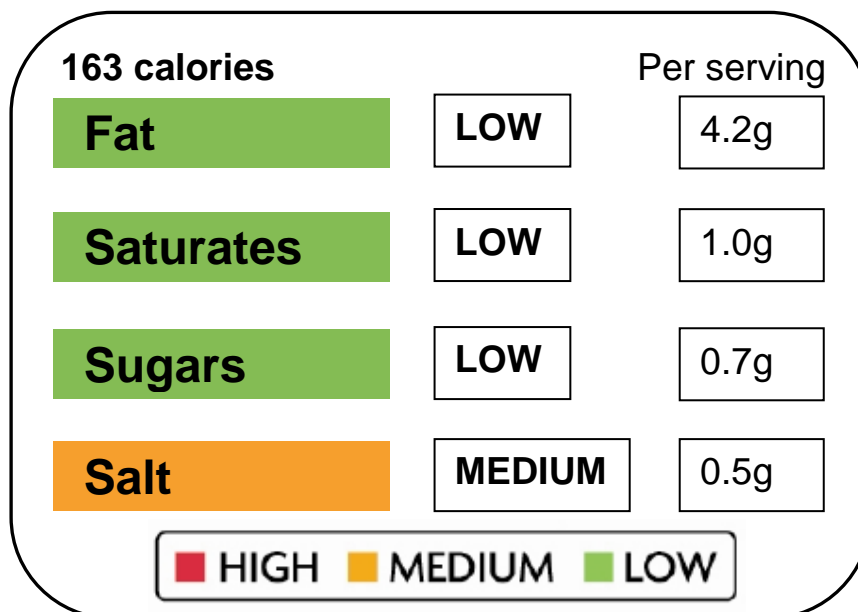 163 calories Per serving
Fat LOW 4.2g
Saturates LOW 1.0g
Sugars LOW 0.7g
Salt MEDIUM 0.5g
HIGH MEDIUM LOW